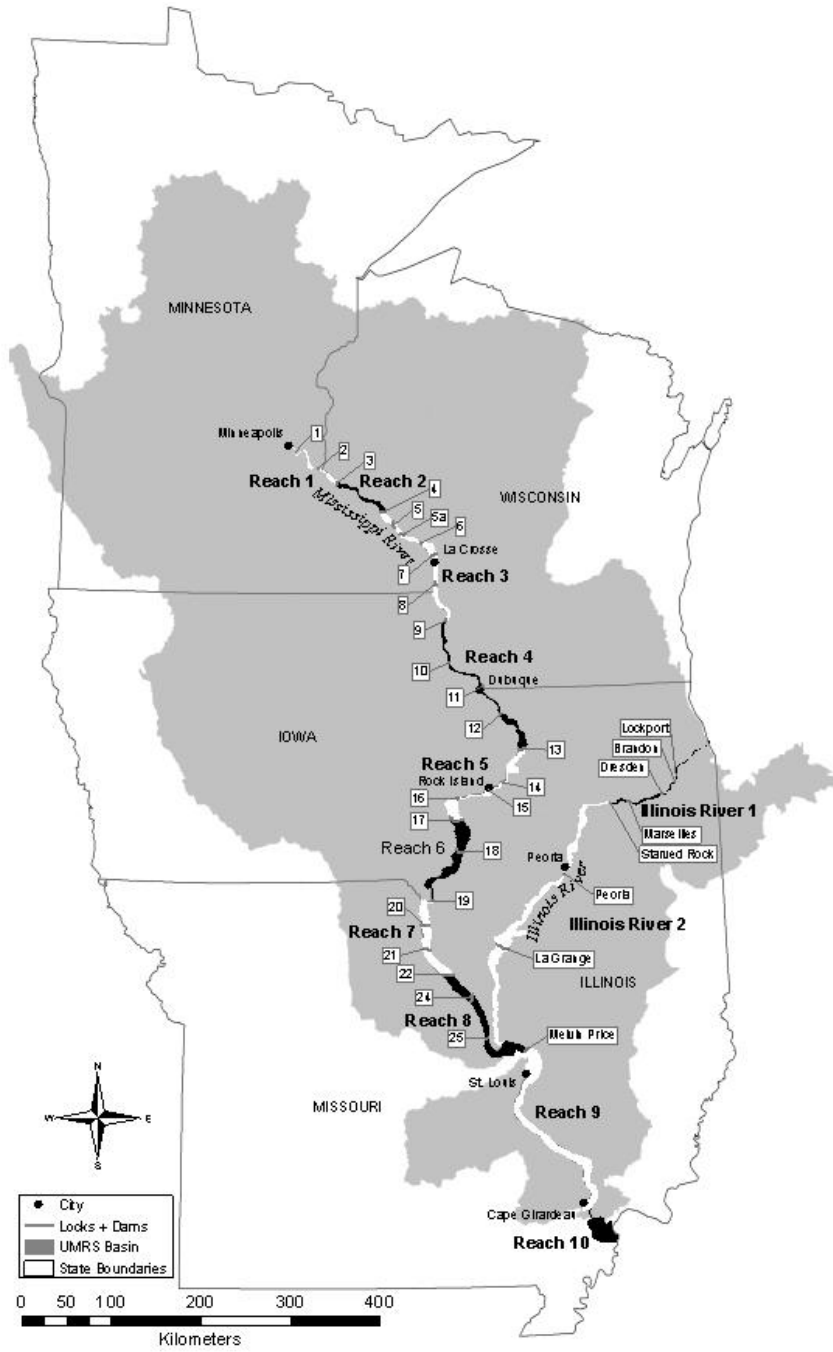 MINNESOTA
Minneapolis
1
2
3
Reach 1
Reach 2
4
WISCONSIN
Mississippi River
5
5a
6
La Crosse
7
Reach 3
8
9
Reach 4
10
Dubuque
11
12
IOWA
13
Lockport
Brandon
Dresden
Reach 5
Rock Island
14
15
16
Illinois River 1
17
Marseilles
Starved Rock
Reach 6
18
Peoria
Peoria
19
Illinois River
20
Reach 7
Illinois River 2
21
La Grange
22
ILLINOIS
24
Reach 8
25
Melvin Price
St. Louis
MISSOURI
Reach 9
N
W
E
S
Cape Girardeau
Reach 10
City
Locks + Dams
UMRS Basin
State Boundaries
0 50 100 200 300 400
Kilometers